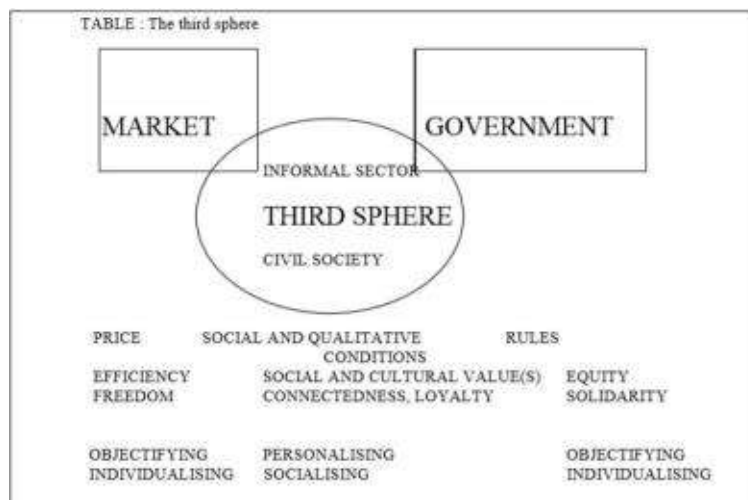 TABLE : The third sphere
MARKET GOVERNMENT
INFORMAL SECTOR
THIRD SPHERE
CIVIL SOCIETY
PRICE SOCIAL AND QUALITATIVE RULES
CONDITIONS
EFFICIENCY SOCIAL AND CULTURAL VALUE(S) EQUITY
FREEDOM CONNECTEDNESS, LOYALTY SOLIDARITY
OBJECTIFYING PERSONALISING OBJECTIFYING
INDIVIDUALISING SOCIALISING INDIVIDUALISING